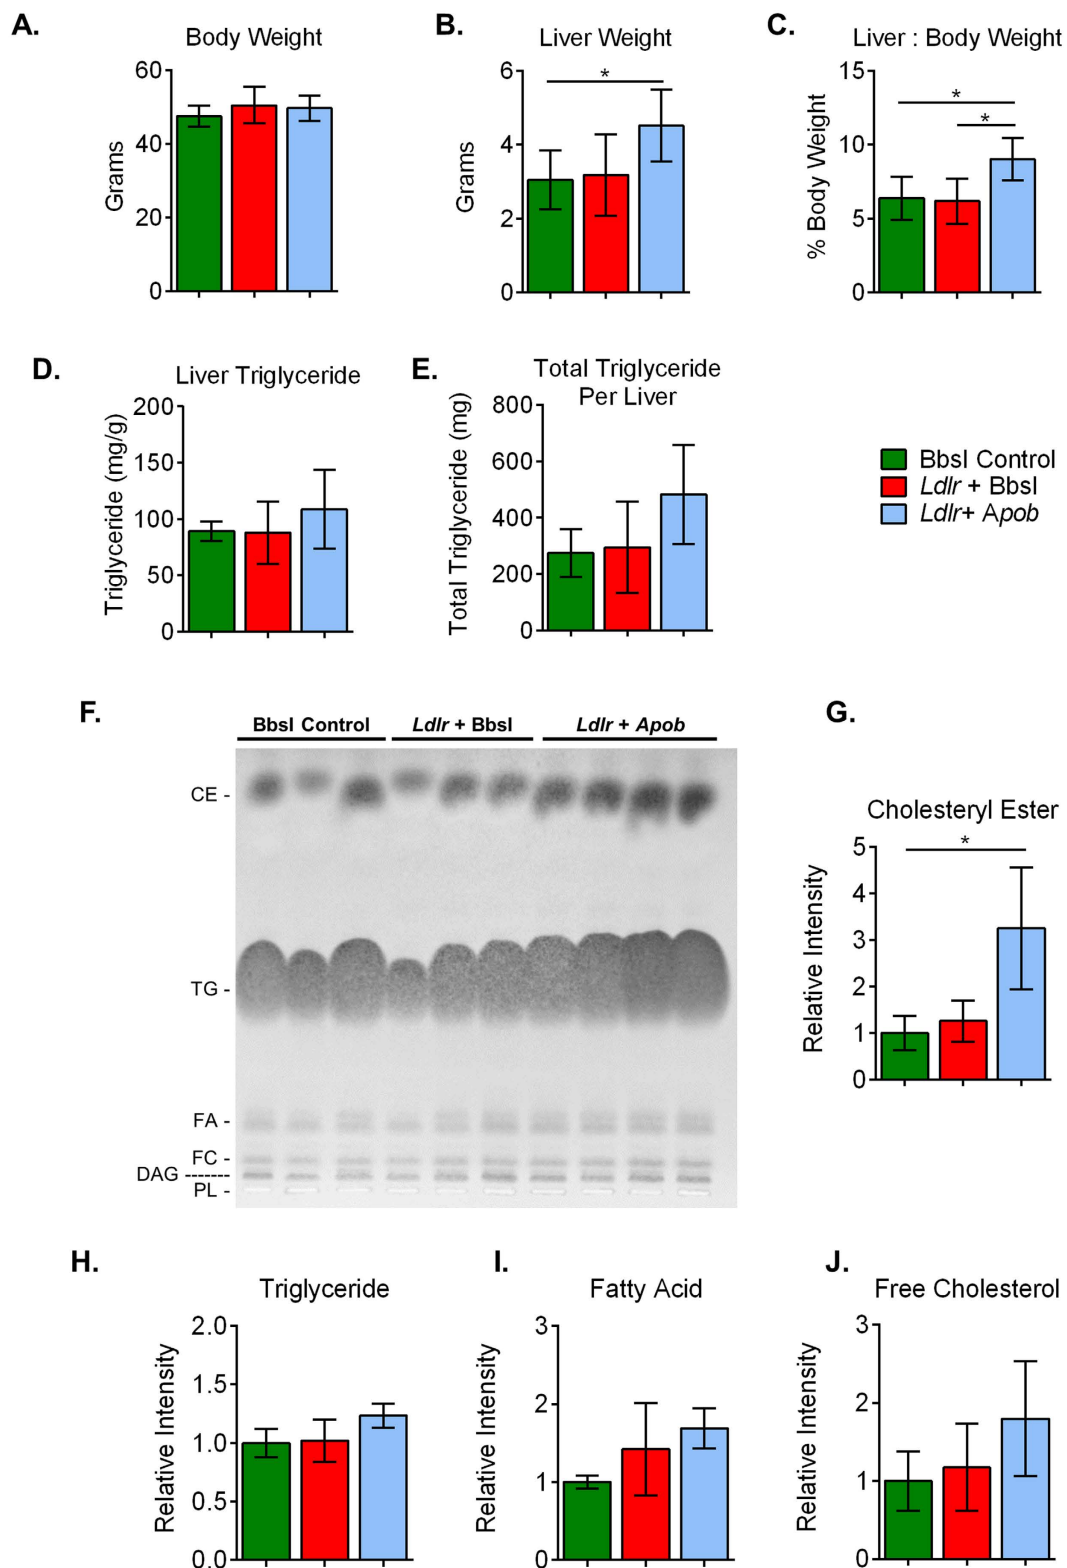 A.
Body Weight
Grams
60
40
20
0
B.
Liver Weight
Grams
6
4
2
0
*
C.
Liver : Body Weight
% Body Weight
15
10
5
0
*
*
D.
Liver Triglyceride
Triglyceride (mg/g)
200
150
100
50
0
E.
Total Triglyceride
Per Liver
Total Triglyceride (mg)
800
600
400
200
0
BbsI Control
Ldlr + BbsI
Ldlr+ Apob
F.
BbsI Control
Ldlr + BbsI
Ldlr + Apob
CE -
TG -
FA -
FC -
DAG ------
PL -
G.
Cholesteryl Ester
Relative Intensity
5
4
3
2
1
0
*
H.
Triglyceride
Relative Intensity
2.0
1.5
1.0
0.5
0.0
I.
Fatty Acid
Relative Intensity
3
2
1
0
J.
Free Cholesterol
Relative Intensity
3
2
1
0